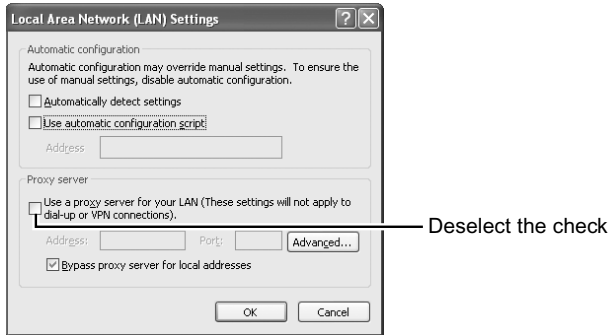 Local Area Network (LAN) Settings
Automatic configuration
Automatic configuration may override manual settings. To ensure the
use of manual settings, disable automatic configuration.
Automatically detect settings
Use automatic configuration script
Address
Proxy server
Use a proxy server for your LAN (These settings will not apply to
dial-up or VPN connections).
Deselect the check
Address:
Port:
Advanced...
Bypass proxy server for local addresses
OK
Cancel